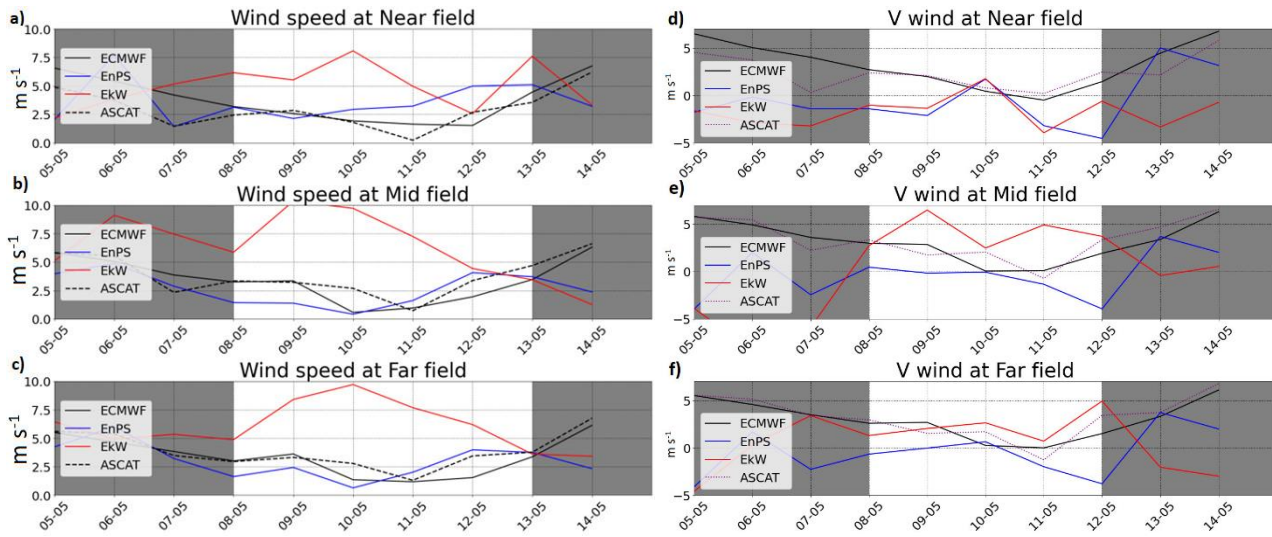 a) Wind speed at Near field
10.0
7.5
5.0
2.5
0.0
m s⁻¹
ECMWF
EnPS
EkW
ASCAT
05-05 06-05 07-05 08-05 09-05 10-05 11-05 12-05 13-05 14-05
b) Wind speed at Mid field
10.0
7.5
5.0
2.5
0.0
m s⁻¹
ECMWF
EnPS
EkW
ASCAT
05-05 06-05 07-05 08-05 09-05 10-05 11-05 12-05 13-05 14-05
c) Wind speed at Far field
10.0
7.5
5.0
2.5
0.0
m s⁻¹
ECMWF
EnPS
EkW
ASCAT
05-05 06-05 07-05 08-05 09-05 10-05 11-05 12-05 13-05 14-05
d) V wind at Near field
5
0
−5
m s⁻¹
ECMWF
EnPS
EkW
ASCAT
05-05 06-05 07-05 08-05 09-05 10-05 11-05 12-05 13-05 14-05
e) V wind at Mid field
5
0
−5
m s⁻¹
ECMWF
EnPS
EkW
ASCAT
05-05 06-05 07-05 08-05 09-05 10-05 11-05 12-05 13-05 14-05
f) V wind at Far field
5
0
−5
m s⁻¹
ECMWF
EnPS
EkW
ASCAT
05-05 06-05 07-05 08-05 09-05 10-05 11-05 12-05 13-05 14-05